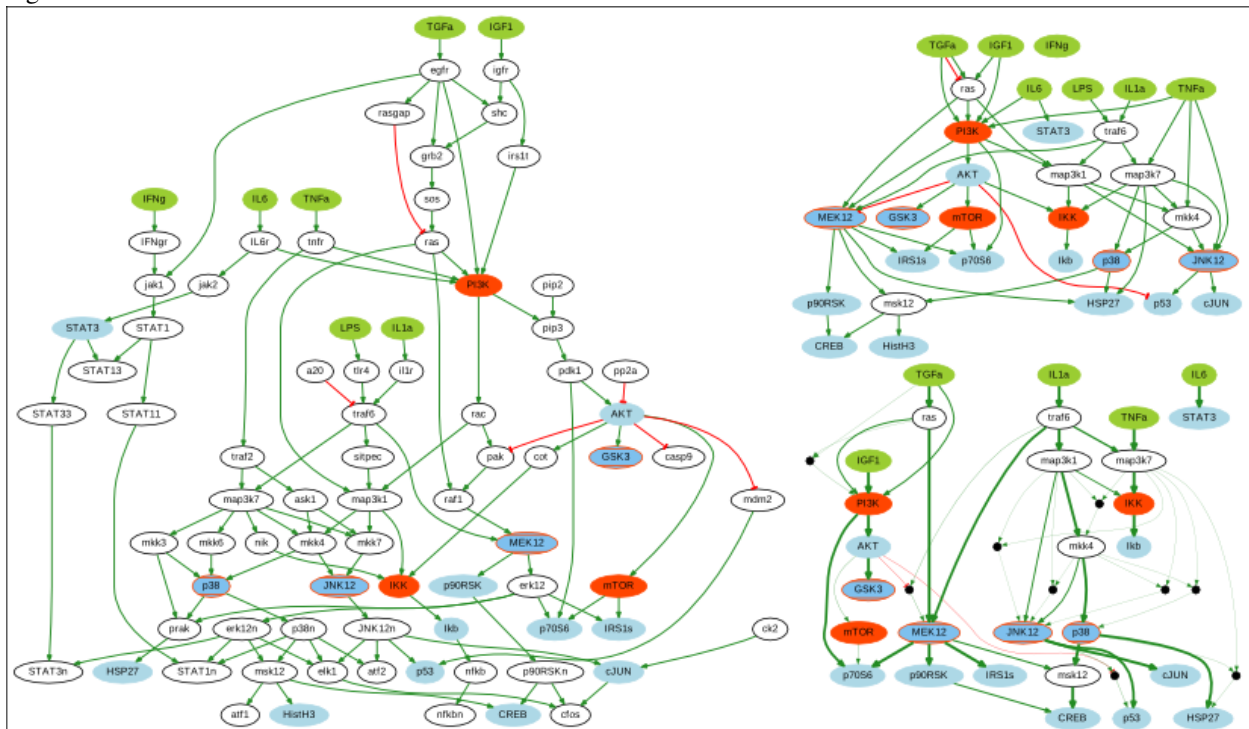 TGFa IGF1
egfr igfr
rasgap shc
grb2 irs1t
IFNg IL6 TNFa sos
IFNgr IL6r tnfr ras
jak1 jak2 PI3K pip2
STAT3 STAT1 LPS IL1a pip3
STAT13 a20 tlr4 il1r pdk1 pp2a
STAT33 STAT11 traf6 rac AKT
traf2 sitpec pak cot GSK3 casp9
map3k7 ask1 map3k1 raf1 mdm2
mkk3 mkk6 nik mkk4 mkk7 MEK12
p38 JNK12 IKK p90RSK erk12 mTOR
prak erk12n p38n JNK12n Ikb p70S6 IRS1s ck2
STAT3n HSP27 STAT1n msk12 elk1 atf2 p53 nfkb p90RSKn cJUN
atf1 HistH3 nfkbn CREB cfos
TGFa IGF1 IFNg
ras IL6 LPS IL1a TNFa
PI3K STAT3 traf6
AKT map3k1 map3k7
MEK12 GSK3 mTOR IKK mkk4
IRS1s p70S6 Ikb p38 JNK12
p90RSK msk12 HSP27 p53 cJUN
CREB HistH3
TGFa IL1a IL6
ras traf6 TNFa STAT3
IGF1 map3k1 map3k7
PI3K IKK
AKT mkk4 Ikb
GSK3
mTOR MEK12 JNK12 p38
p70S6 p90RSK IRS1s msk12 cJUN
CREB p53 HSP27